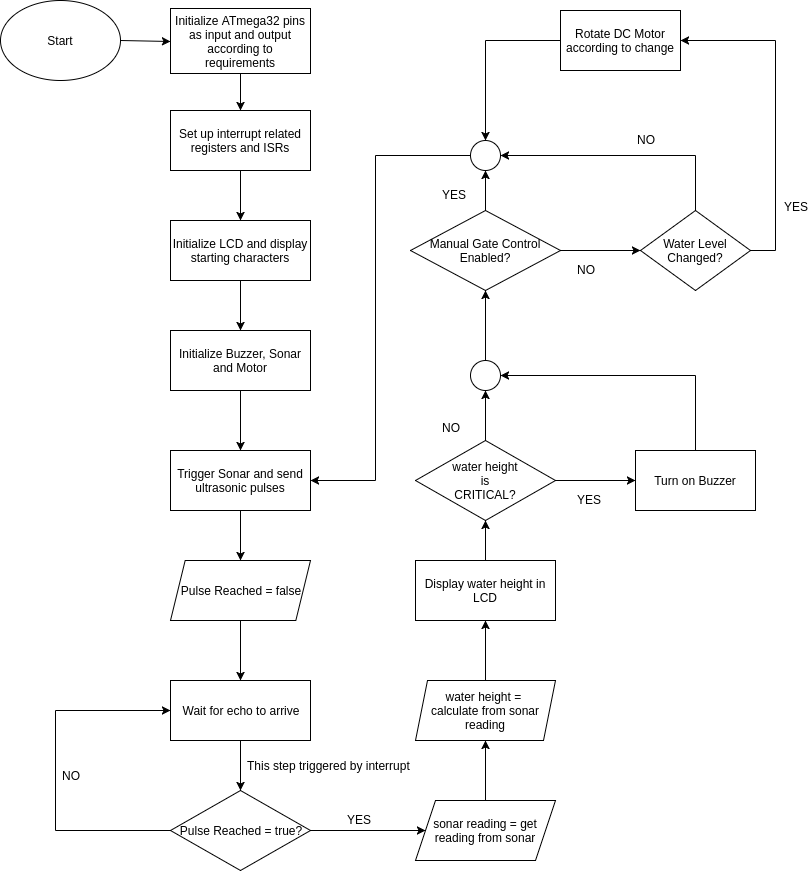 Start
Initialize ATmega32 pins
as input and output
according to
requirements
Set up interrupt related
registers and ISRs
Initialize LCD and display
starting characters
Initialize Buzzer, Sonar
and Motor
Trigger Sonar and send
ultrasonic pulses
Pulse Reached = false
Wait for echo to arrive
This step triggered by interrupt
NO
Pulse Reached = true?
YES
sonar reading = get
reading from sonar
water height =
calculate from sonar
reading
Display water height in
LCD
water height
is
CRITICAL?
NO
YES
Turn on Buzzer
Manual Gate Control
Enabled?
YES
NO
Water Level
Changed?
NO
YES
Rotate DC Motor
according to change